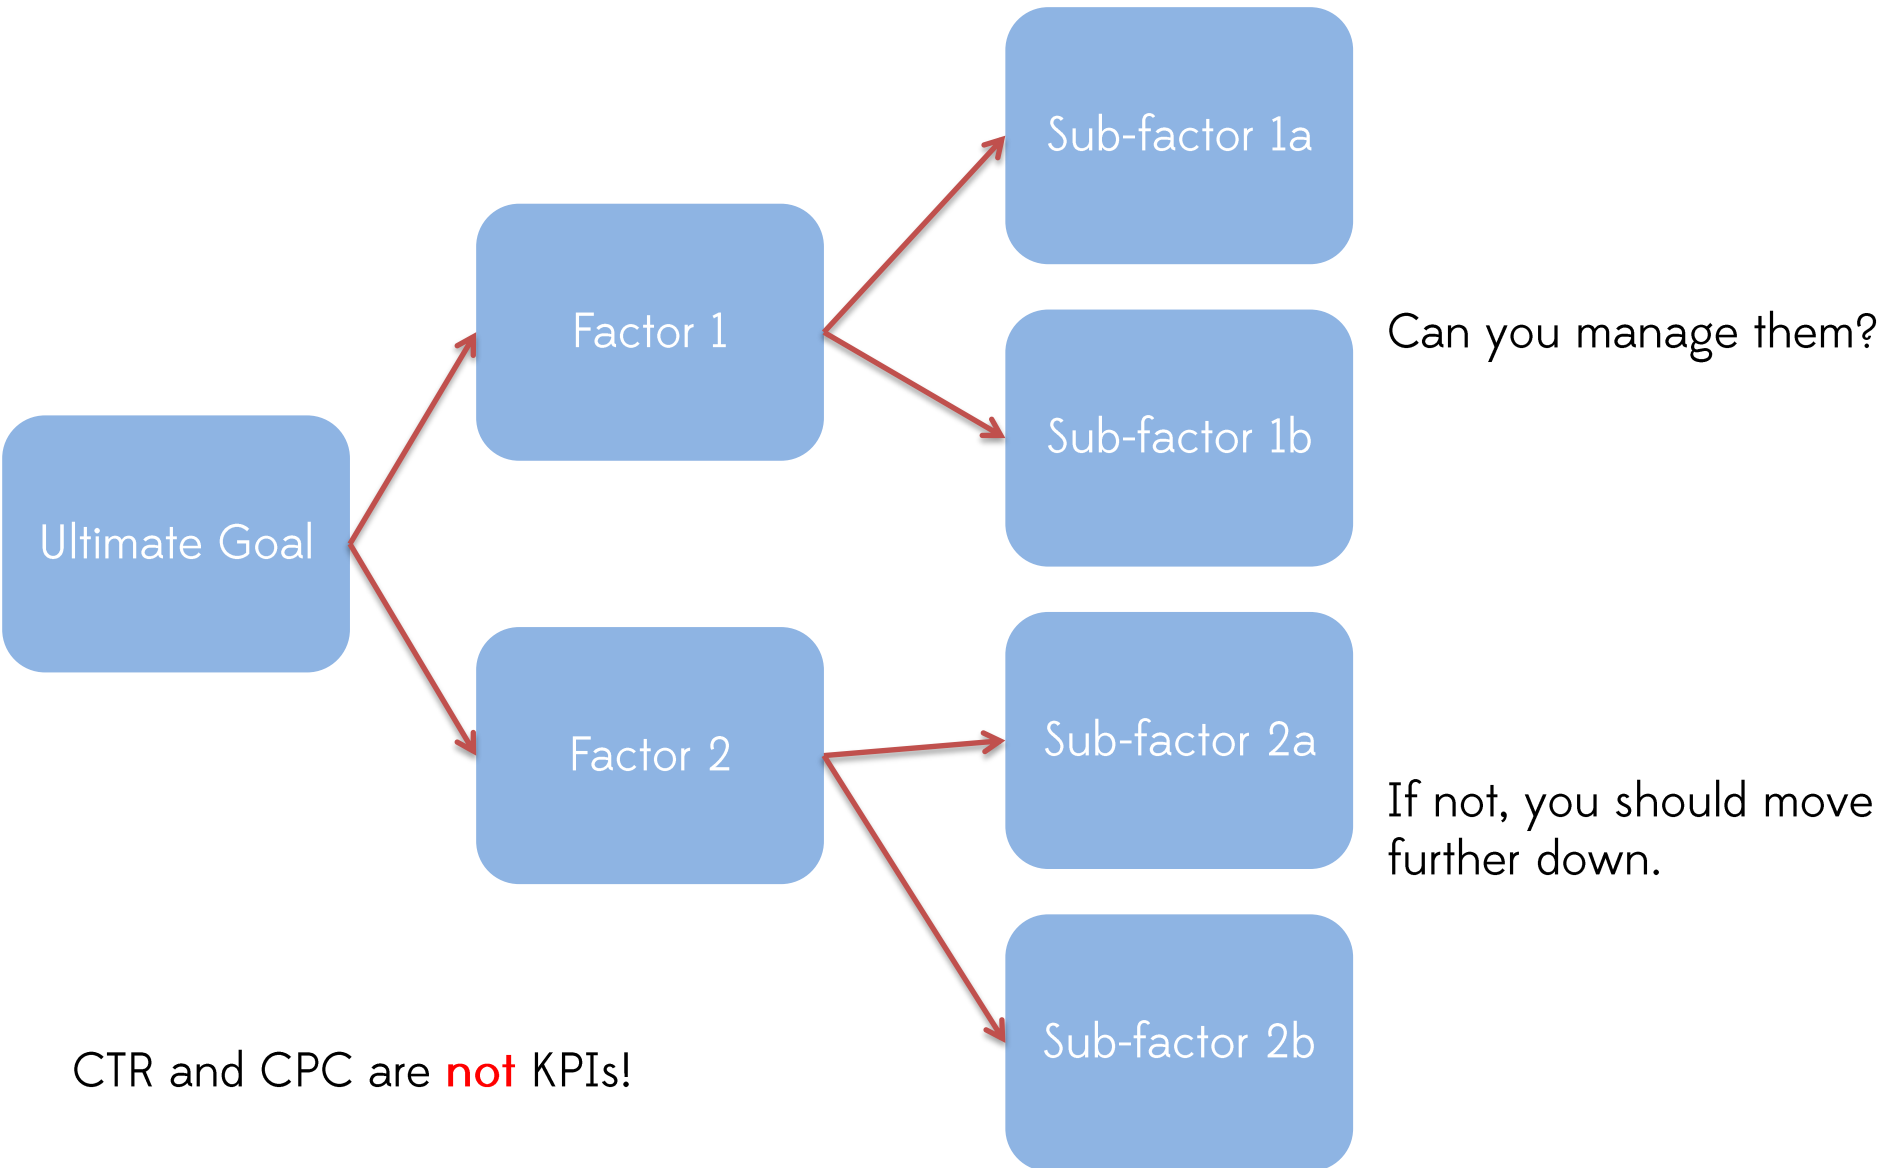 Sub-factor 1a
Factor 1
Can you manage them?
Sub-factor 1b
Ultimate Goal
Sub-factor 2a
Factor 2
If not, you should move
further down.
Sub-factor 2b
CTR and CPC are not KPIs!